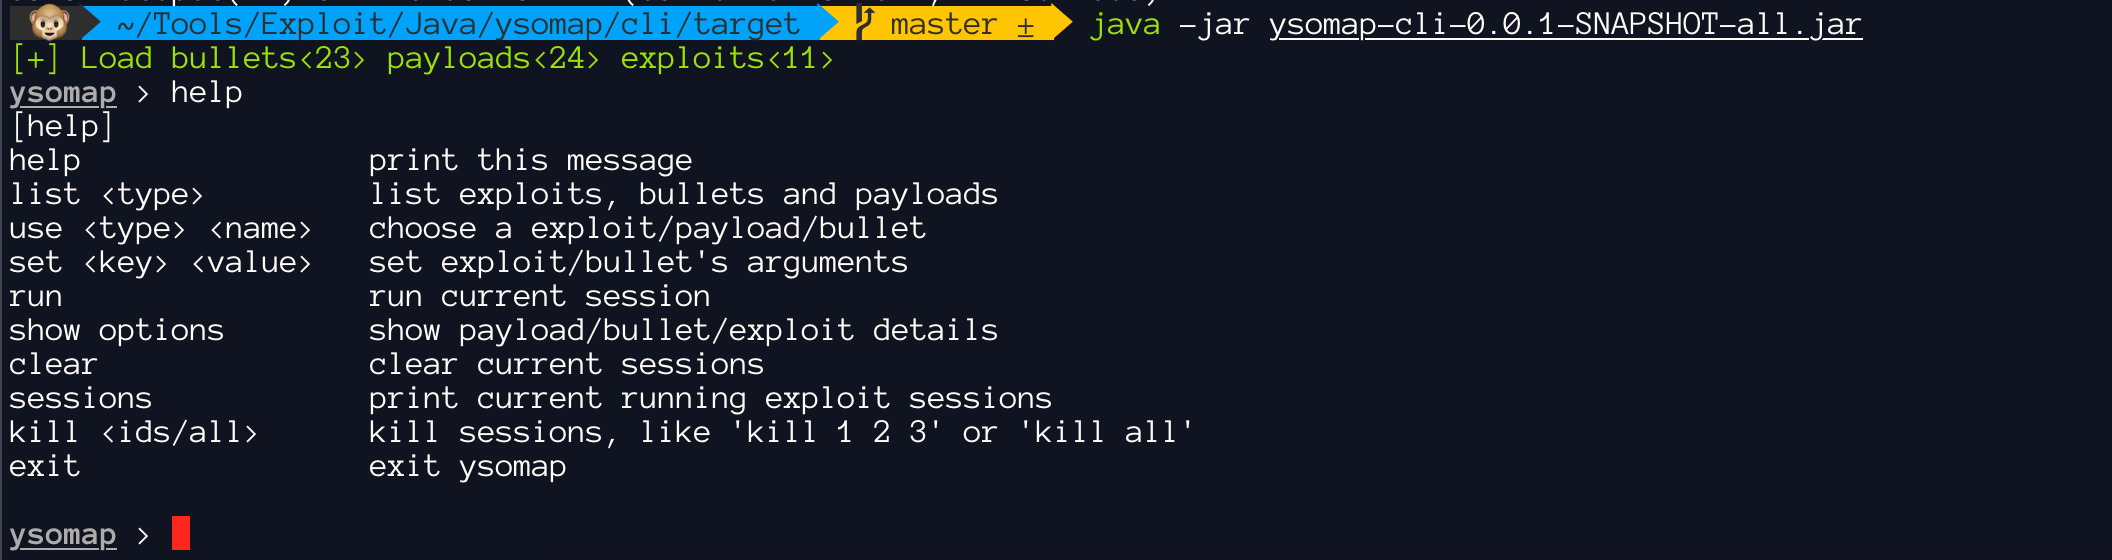 ~/Tools/Exploit/Java/ysomap/cli/target master ± java -jar ysomap-cli-0.0.1-SNAPSHOT-all.jar
[+] Load bullets<23> payloads<24> exploits<11>
ysomap > help
[help]
help print this message
list <type> list exploits, bullets and payloads
use <type> <name> choose a exploit/payload/bullet
set <key> <value> set exploit/bullet's arguments
run run current session
show options show payload/bullet/exploit details
clear clear current sessions
sessions print current running exploit sessions
kill <ids/all> kill sessions, like 'kill 1 2 3' or 'kill all'
exit exit ysomap
ysomap >